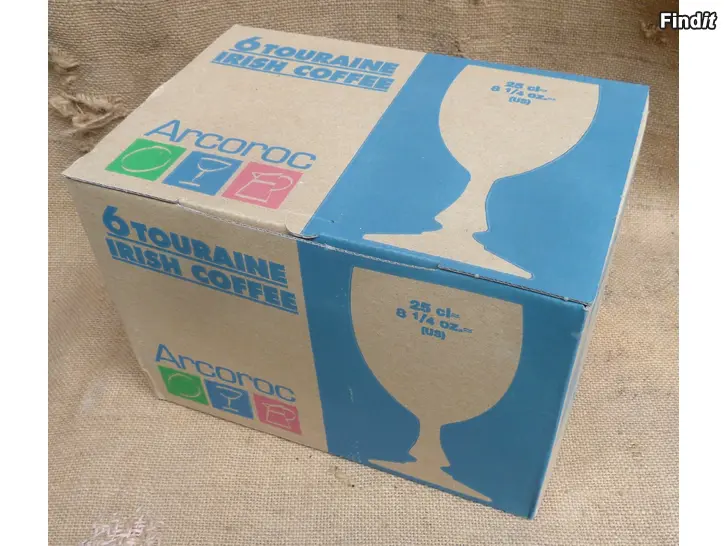 Findit
6 TOURAINE
IRISH COFFEE
25 cl≈
8 1/4 oz.≈
(US)
Arcoroc
6 TOURAINE
IRISH COFFEE
25 cl≈
8 1/4 oz.≈
(US)
Arcoroc